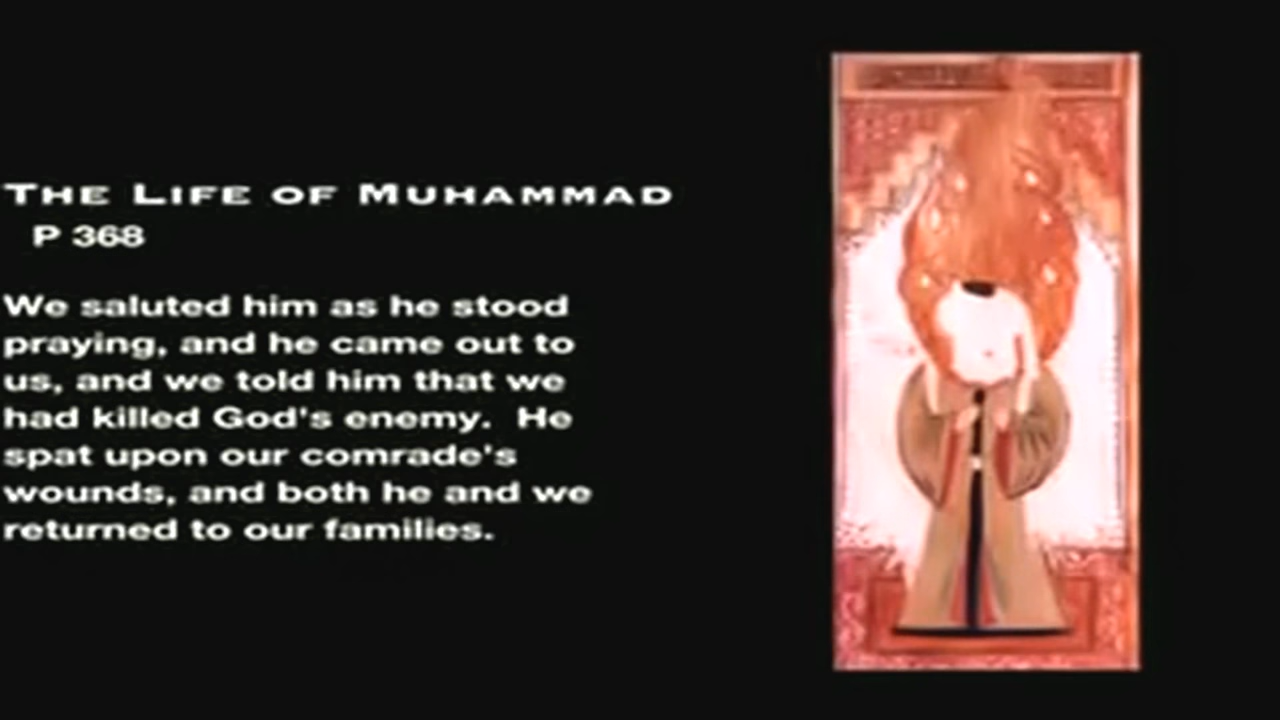 THE LIFE OF MUHAMMAD
P 368
We saluted him as he stood
praying, and he came out to
us, and we told him that we
had killed God's enemy. He
spat upon our comrade's
wounds, and both he and we
returned to our families.